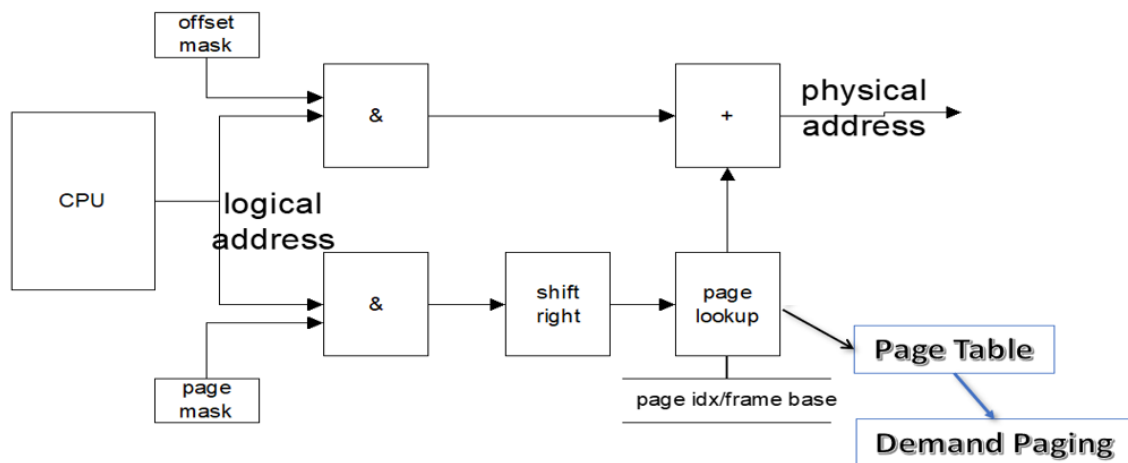 offset
mask
&
+
physical
address
CPU
logical
address
&
shift
right
page
lookup
Page Table
page
mask
page idx/frame base
Demand Paging